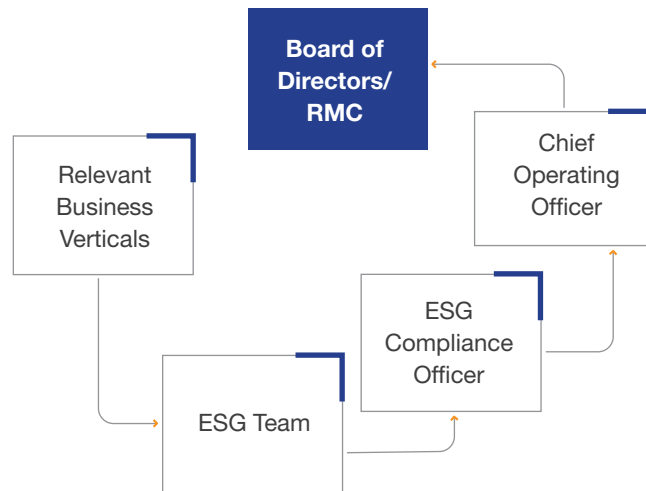 Board of
Directors/
RMC
Chief
Operating
Officer
Relevant
Business
Verticals
ESG
Compliance
Officer
ESG Team